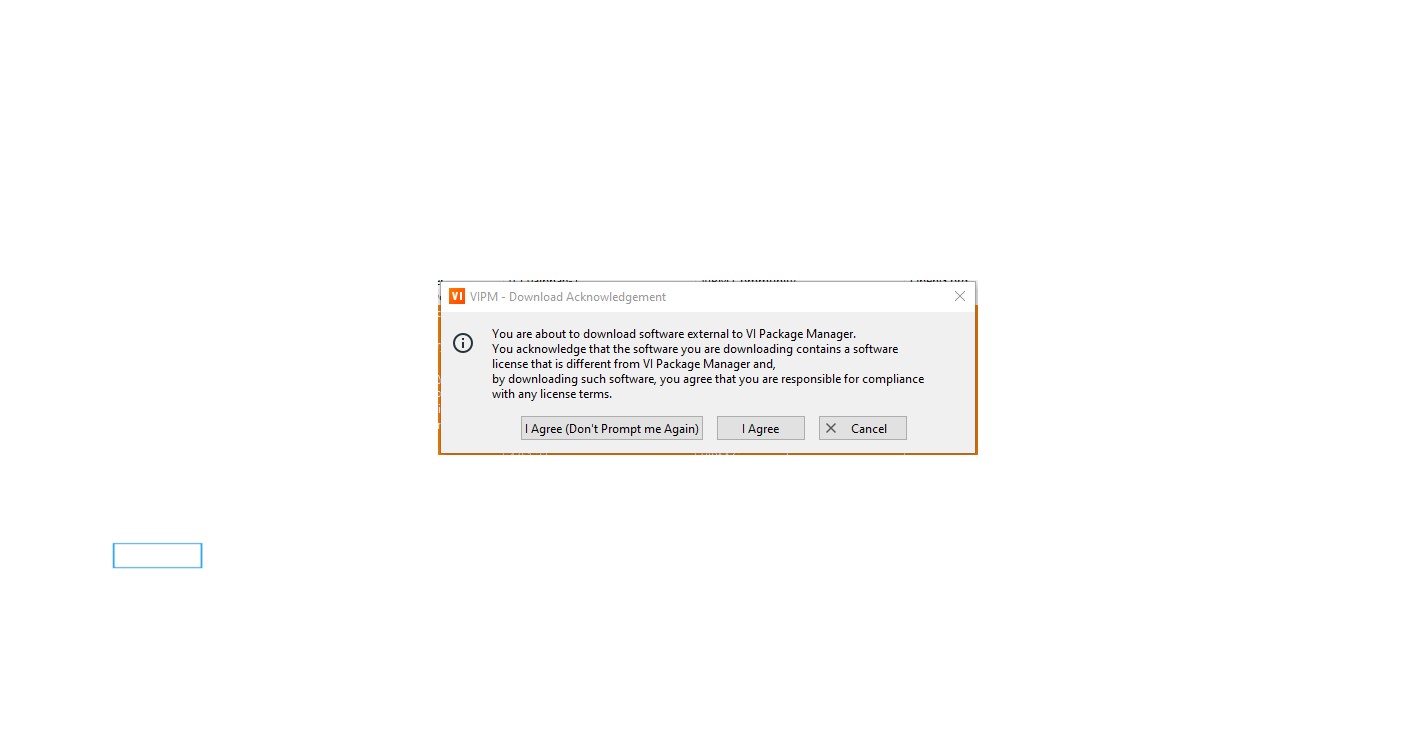 VI VIPM - Download Acknowledgement
You are about to download software external to VI Package Manager.
You acknowledge that the software you are downloading contains a software
license that is different from VI Package Manager and,
by downloading such software, you agree that you are responsible for compliance
with any license terms.
I Agree (Don't Prompt me Again) I Agree Cancel